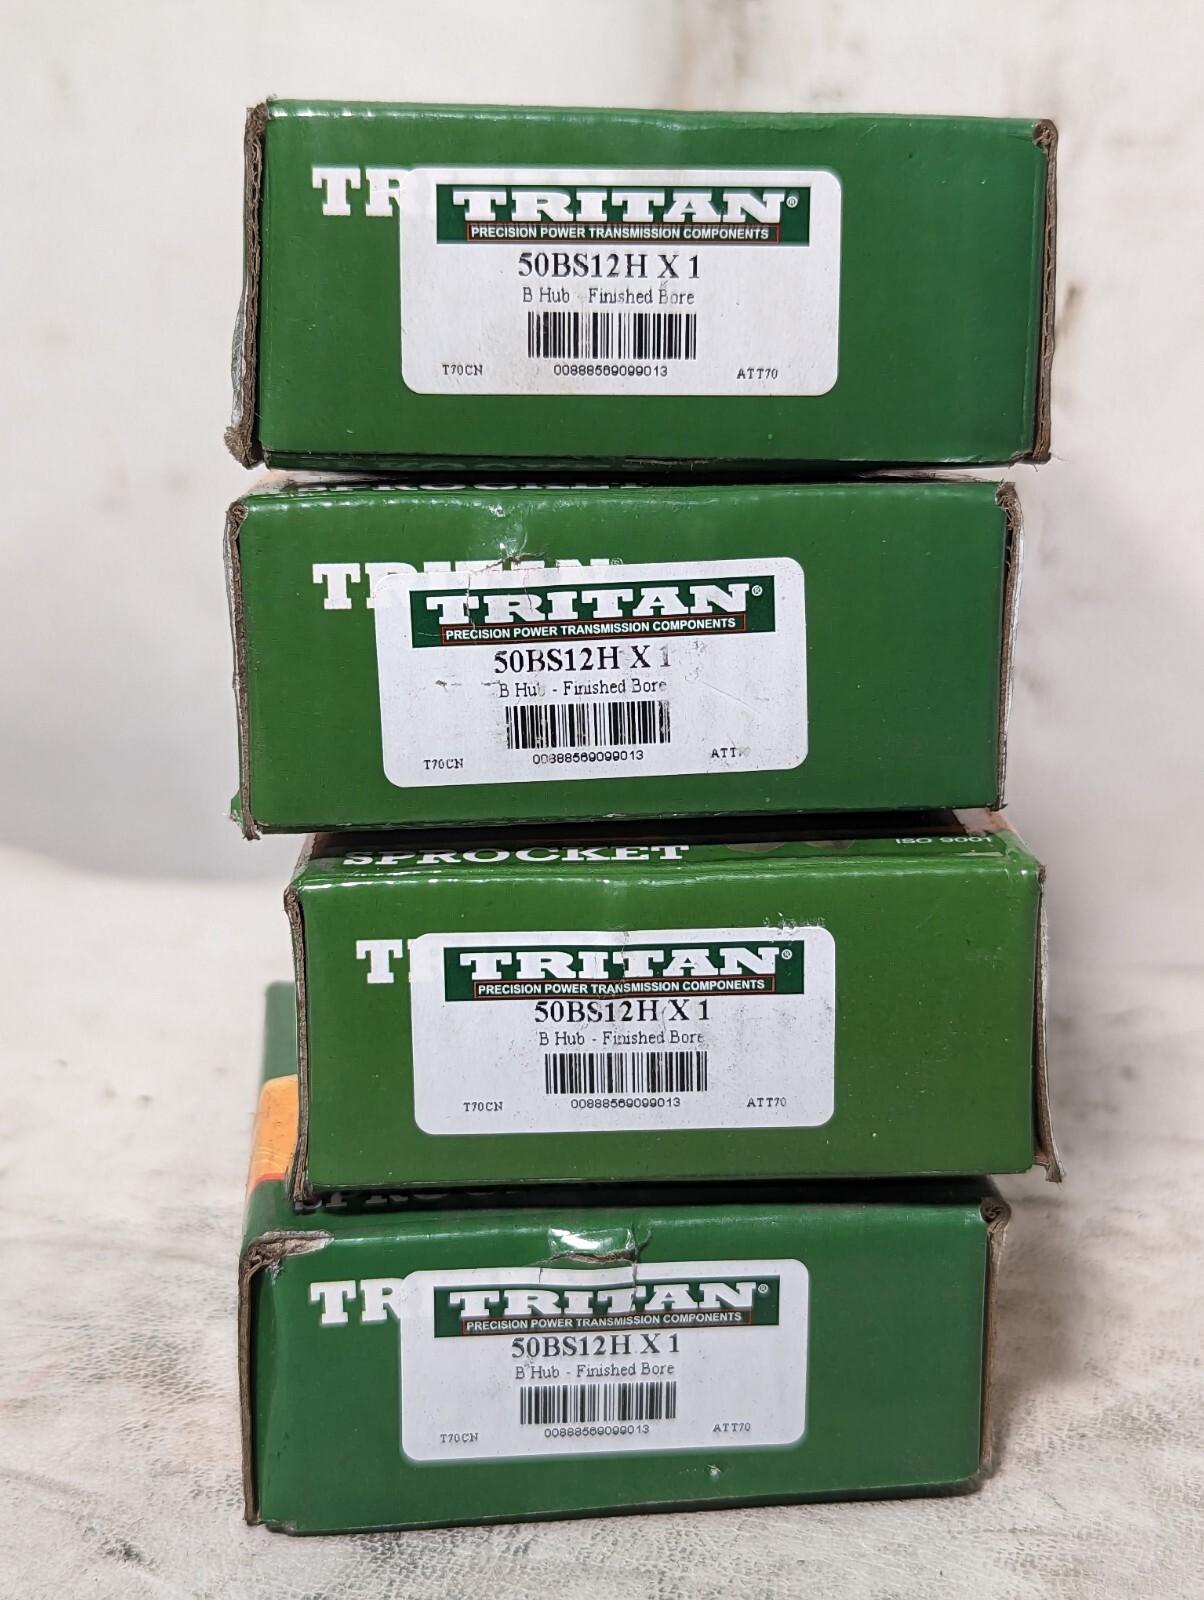 TR
TRITAN®
PRECISION POWER TRANSMISSION COMPONENTS
50BS12H X 1
B Hub - Finished Bore
T70CN 00888569099013 ATT70
SPROCKET
TRITAN
TRITAN®
PRECISION POWER TRANSMISSION COMPONENTS
50BS12H X 1
B Hub - Finished Bore
T70CN 00888569099013 ATT
SPROCKET ISO 9001
T
TRITAN®
PRECISION POWER TRANSMISSION COMPONENTS
50BS12H X 1
B Hub - Finished Bore
T70CN 00888569099013 ATT70
TR
TRITAN®
PRECISION POWER TRANSMISSION COMPONENTS
50BS12H X 1
B Hub - Finished Bore
T70CN 00888569099013 ATT70